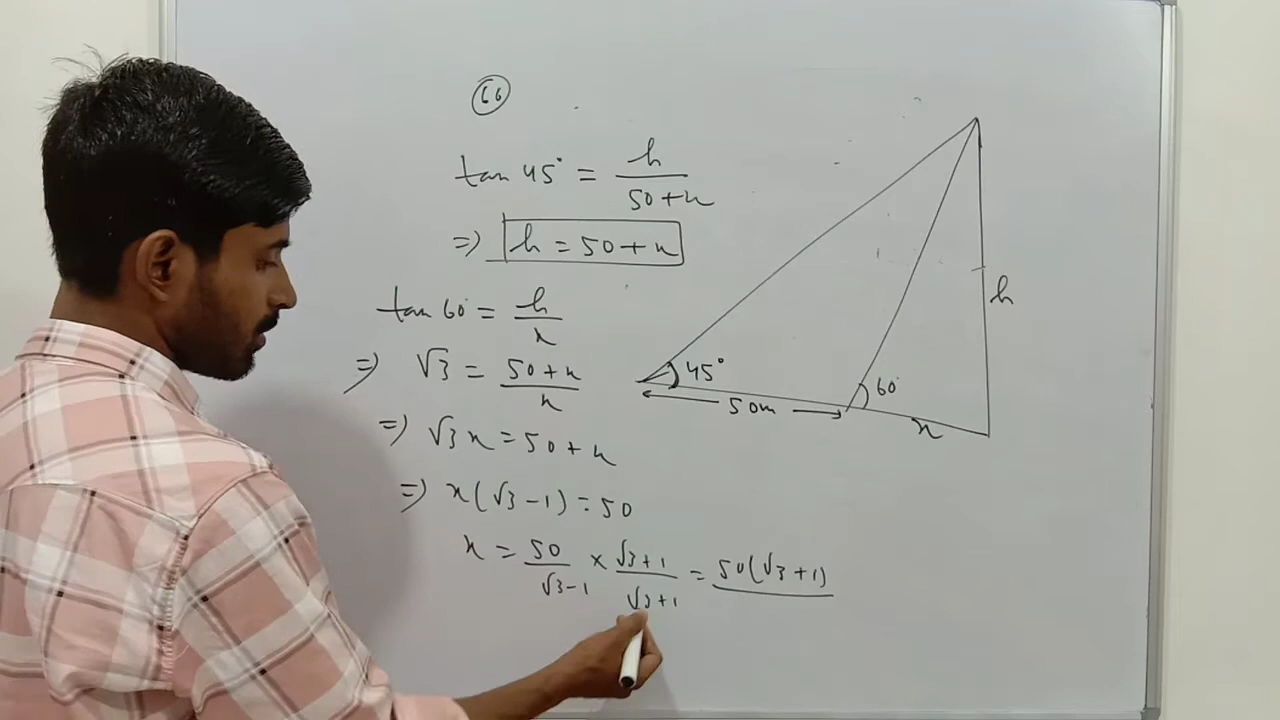 66
tan 45° = h / 50+x
=> h = 50+x
tan 60° = h / x
=> √3 = 50+x / x
=> √3 x = 50+x
=> x(√3-1) = 50
x = 50 / √3-1 × √3+1 / √3+1 = 50(√3+1)
h
45°
60°
50m
x